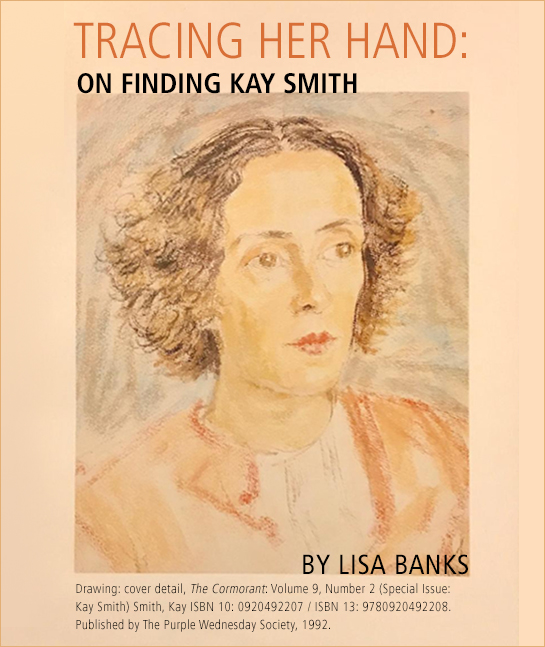 TRACING HER HAND:
ON FINDING KAY SMITH
BY LISA BANKS
Drawing: cover detail, The Cormorant: Volume 9, Number 2 (Special Issue:
Kay Smith) Smith, Kay ISBN 10: 0920492207 / ISBN 13: 9780920492208.
Published by The Purple Wednesday Society, 1992.